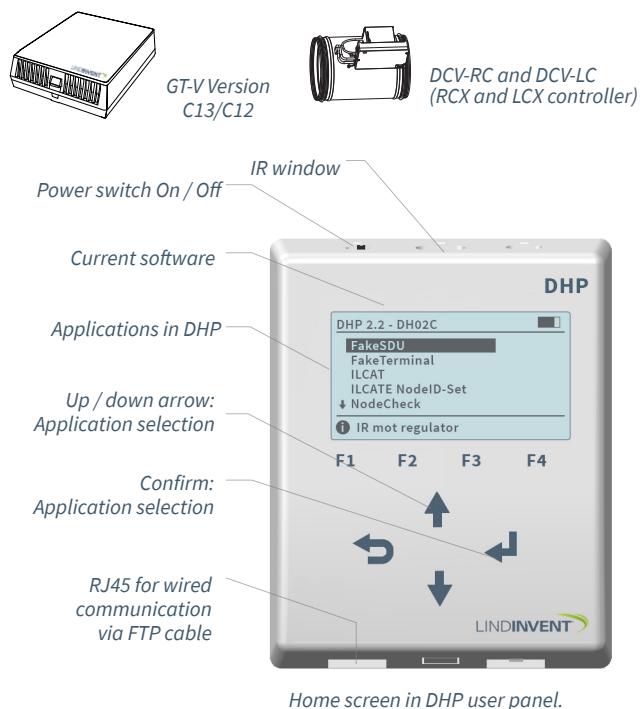 LINDINVENT
GT-V Version
C13/C12
DCV-RC and DCV-LC
(RCX and LCX controller)
IR window
Power switch On / Off
Current software
DHP
Applications in DHP
DHP 2.2 - DH02C
FakeSDU
FakeTerminal
ILCAT
ILCATE NodeID-Set
NodeCheck
IR mot regulator
Up / down arrow:
Application selection
F1 F2 F3 F4
Confirm:
Application selection
RJ45 for wired
communication
via FTP cable
LINDINVENT
Home screen in DHP user panel.